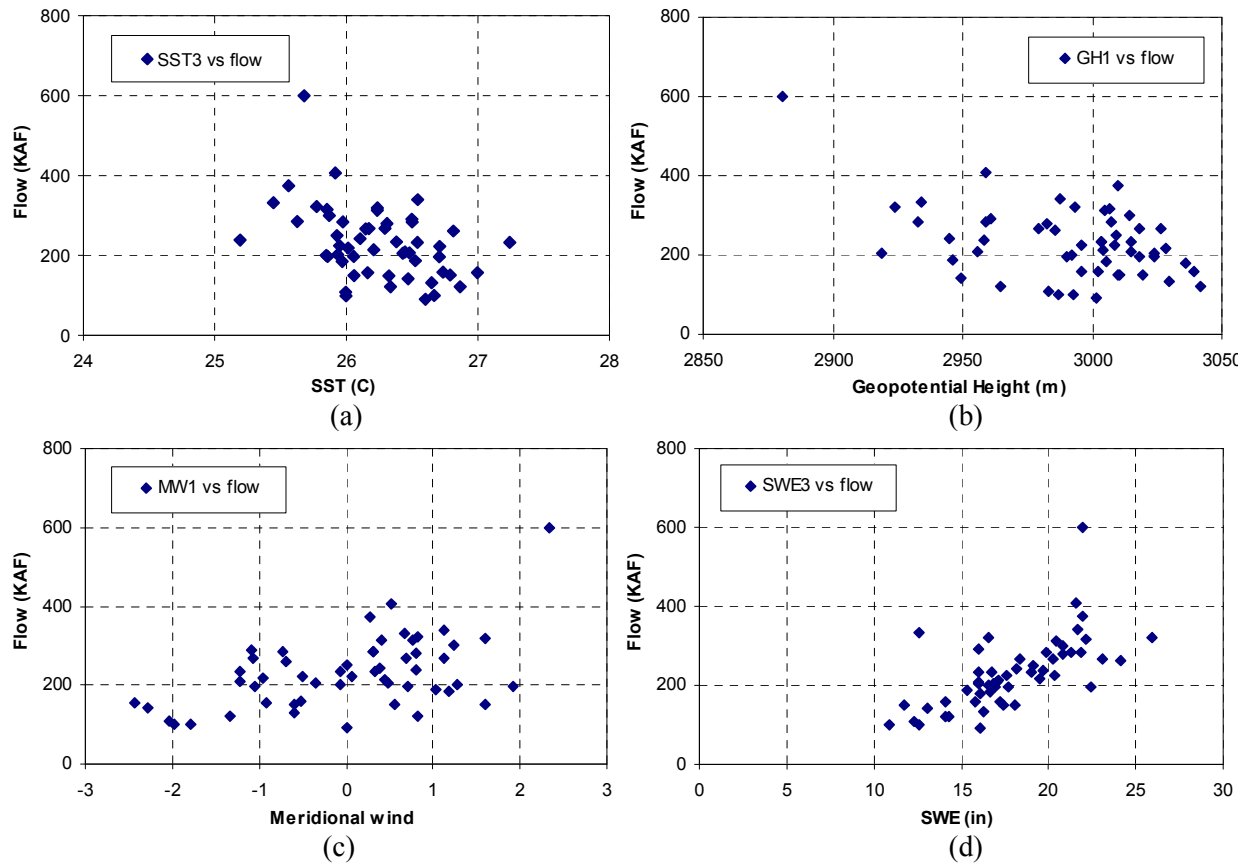 800
600
400
200
0
Flow (KAF)
SST3 vs flow
24 25 26 27 28
SST (C)
(a)
800
600
400
200
0
Flow (KAF)
GH1 vs flow
2850 2900 2950 3000 3050
Geopotential Height (m)
(b)
800
600
400
200
0
Flow (KAF)
MW1 vs flow
-3 -2 -1 0 1 2 3
Meridional wind
(c)
800
600
400
200
0
Flow (KAF)
SWE3 vs flow
0 5 10 15 20 25 30
SWE (in)
(d)